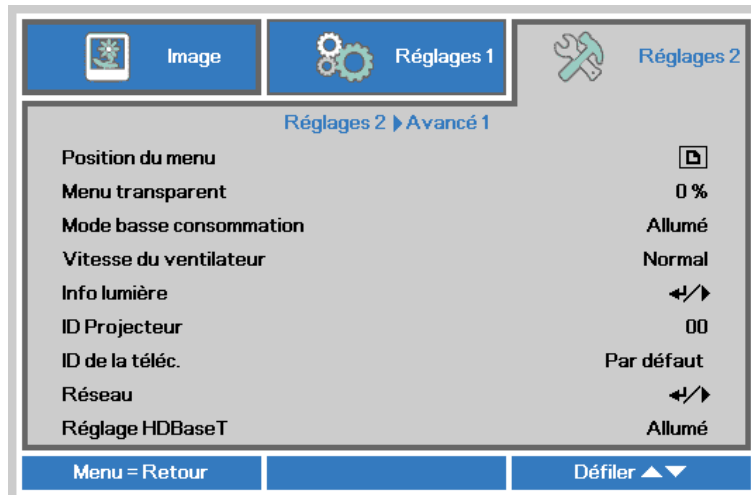 Image Réglages 1 Réglages 2
Réglages 2 ▶ Avancé 1
Position du menu
Menu transparent 0 %
Mode basse consommation Allumé
Vitesse du ventilateur Normal
Info lumière ↵/▶
ID Projecteur 00
ID de la téléc. Par défaut
Réseau ↵/▶
Réglage HDBaseT Allumé
Menu = Retour Défiler ▲▼